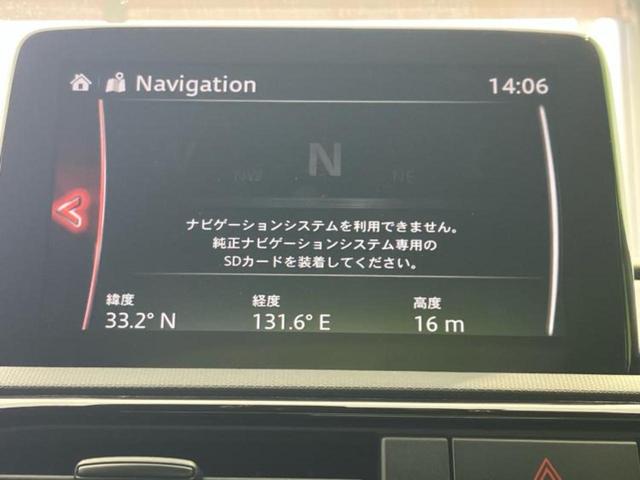 Navigation 14:06
NW N NE
ナビゲーションシステムを利用できません。
純正ナビゲーションシステム専用の
SDカードを装着してください。
緯度 経度 高度
33.2° N 131.6° E 16 m